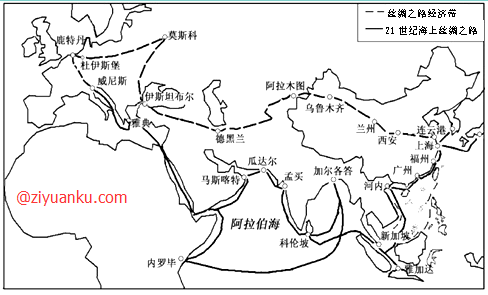 丝绸之路经济带
21世纪海上丝绸之路
莫斯科
鹿特丹
杜伊斯堡
威尼斯
伊斯坦布尔
雅典
德黑兰
阿拉木图
乌鲁木齐
兰州
西安
连云港
上海
福州
广州
河内
瓜达尔
马斯喀特
孟买
加尔各答
阿拉伯海
科伦坡
内罗毕
新加坡
雅加达
@ziyuanku.com